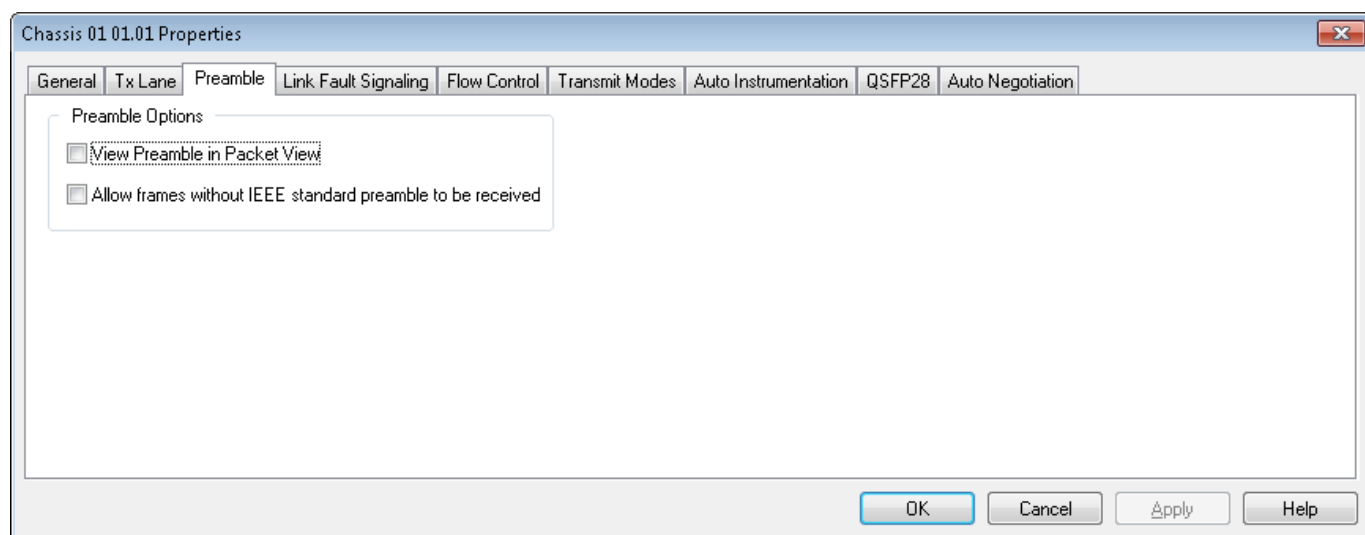 Chassis 01 01.01 Properties
General Tx Lane Preamble Link Fault Signaling Flow Control Transmit Modes Auto Instrumentation QSFP28 Auto Negotiation
Preamble Options
View Preamble in Packet View
Allow frames without IEEE standard preamble to be received
OK Cancel Apply Help